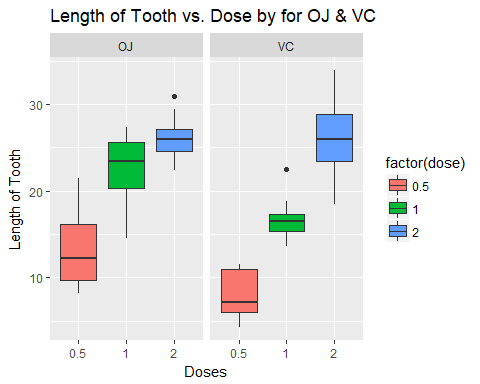 Length of Tooth vs. Dose by for OJ & VC
OJ VC
30
20
10
Length of Tooth
0.5 1 2 0.5 1 2
Doses
factor(dose)
0.5
1
2